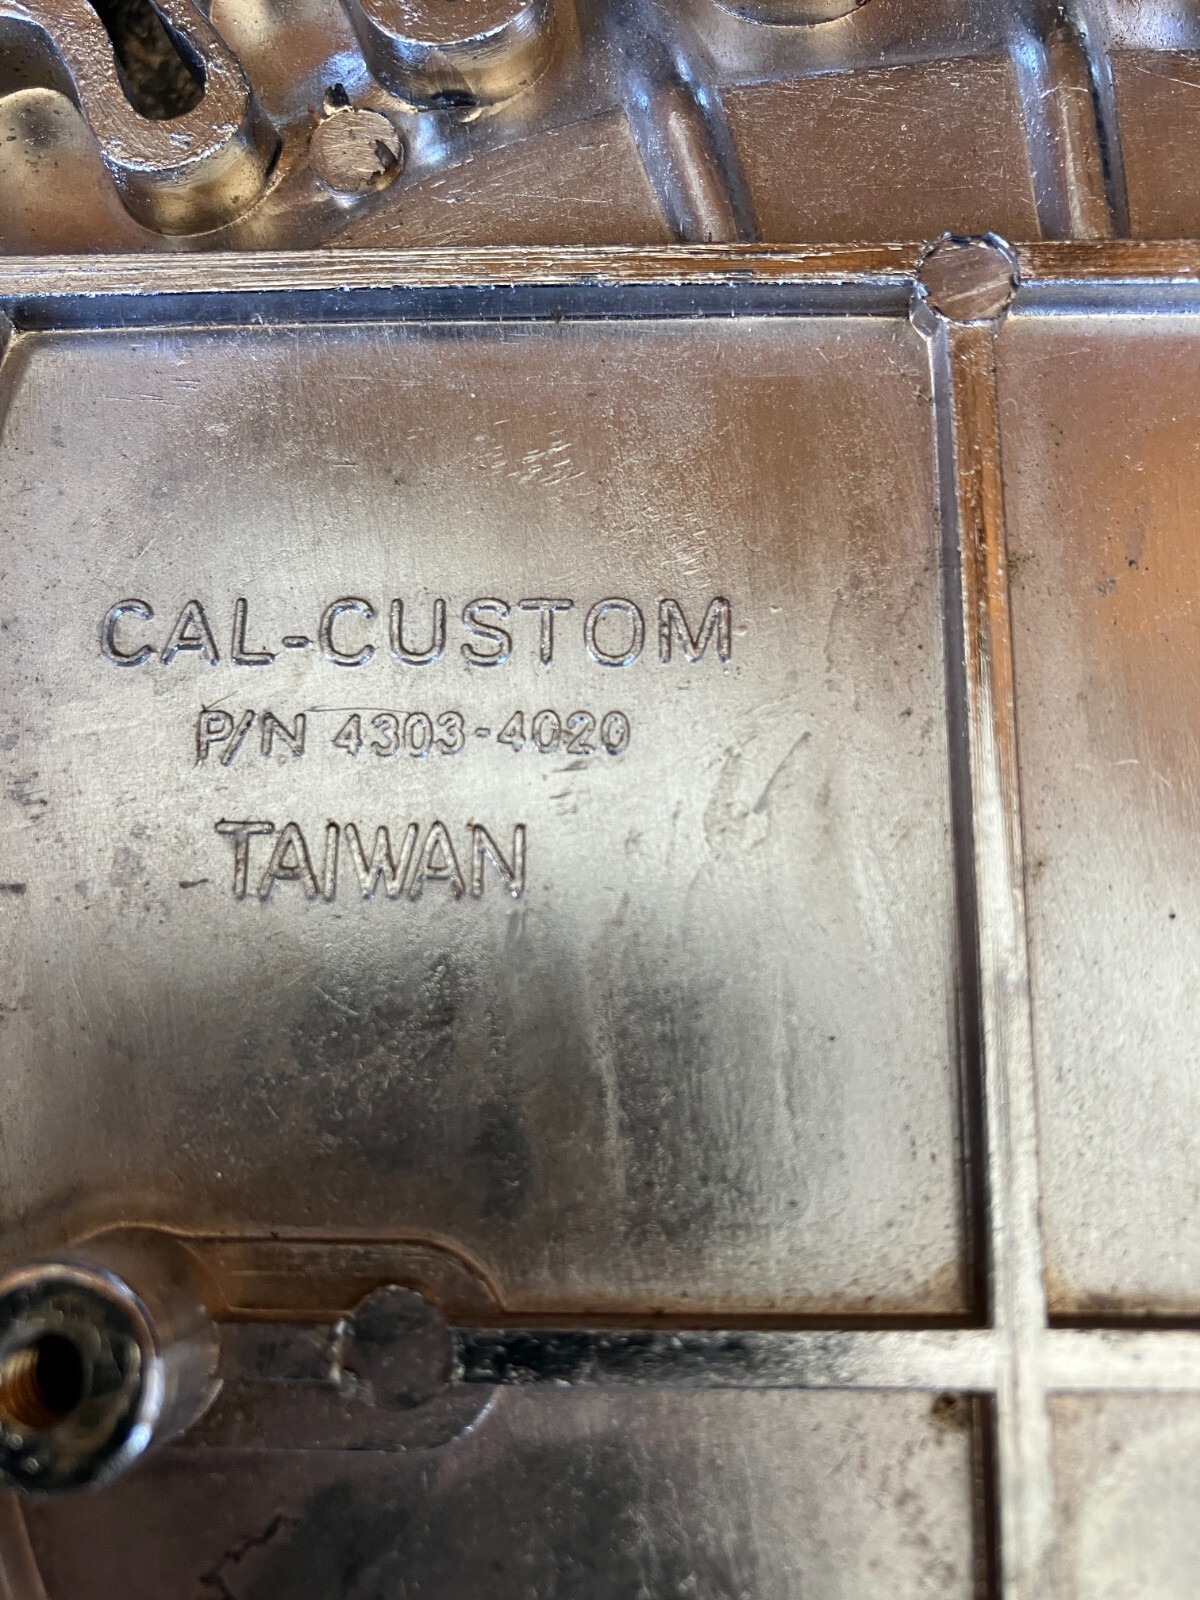 CAL-CUSTOM
P/N 4303-4020
TAIWAN